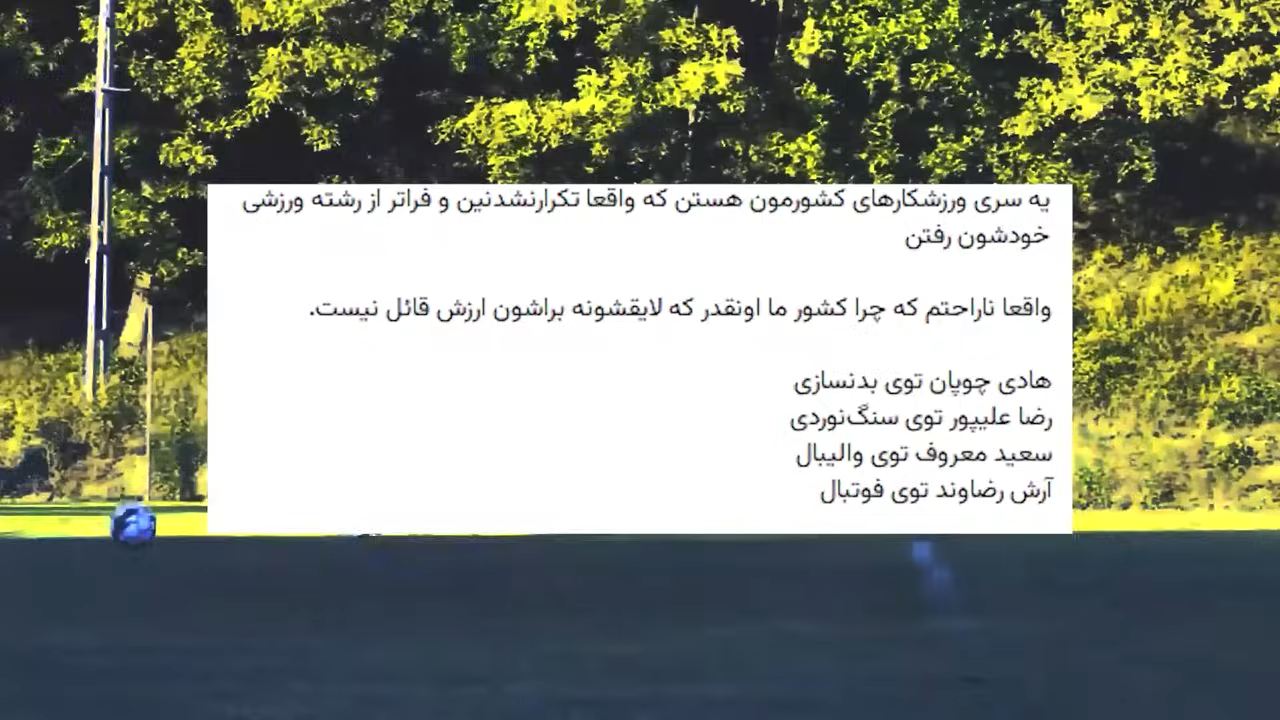 یه سری ورزشکارهای کشورمون هستن که واقعا تکرارنشدنین و فراتر از رشته ورزشی
خودشون رفتن
واقعا ناراحتم که چرا کشور ما اونقدر که لایقشونه براشون ارزش قائل نیست.
هادی چوپان توی بدنسازی
رضا علیپور توی سنگ‌نوردی
سعید معروف توی والیبال
آرش رضاوند توی فوتبال